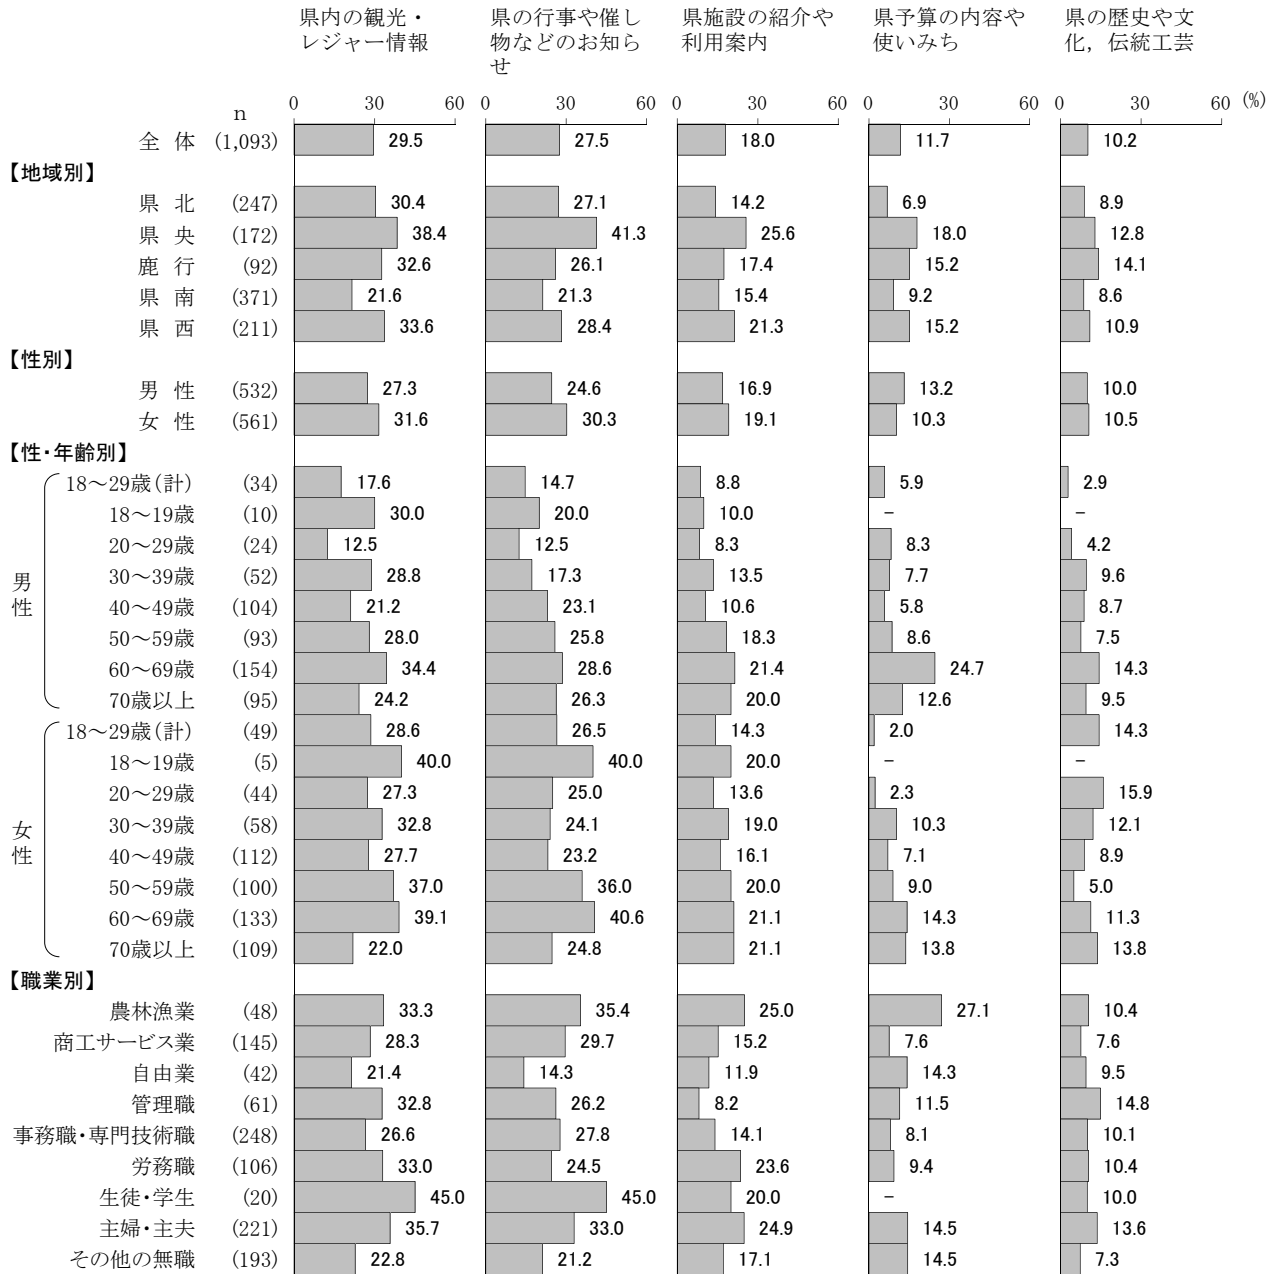 県内の観光・
レジャー情報
県の行事や催し
物などのお知ら
せ
県施設の紹介や
利用案内
県予算の内容や
使いみち
県の歴史や文
化，伝統工芸
n 0 30 60 0 30 60 0 30 60 0 30 60 0 30 60 (%)
全 体 (1,093) 29.5 27.5 18.0 11.7 10.2
【地域別】
県 北 (247) 30.4 27.1 14.2 6.9 8.9
県 央 (172) 38.4 41.3 25.6 18.0 12.8
鹿 行 (92) 32.6 26.1 17.4 15.2 14.1
県 南 (371) 21.6 21.3 15.4 9.2 8.6
県 西 (211) 33.6 28.4 21.3 15.2 10.9
【性別】
男 性 (532) 27.3 24.6 16.9 13.2 10.0
女 性 (561) 31.6 30.3 19.1 10.3 10.5
【性・年齢別】
男性
18～29歳(計) (34) 17.6 14.7 8.8 5.9 2.9
18～19歳 (10) 30.0 20.0 10.0 － －
20～29歳 (24) 12.5 12.5 8.3 8.3 4.2
30～39歳 (52) 28.8 17.3 13.5 7.7 9.6
40～49歳 (104) 21.2 23.1 10.6 5.8 8.7
50～59歳 (93) 28.0 25.8 18.3 8.6 7.5
60～69歳 (154) 34.4 28.6 21.4 24.7 14.3
70歳以上 (95) 24.2 26.3 20.0 12.6 9.5
女性
18～29歳(計) (49) 28.6 26.5 14.3 2.0 14.3
18～19歳 (5) 40.0 40.0 20.0 － －
20～29歳 (44) 27.3 25.0 13.6 2.3 15.9
30～39歳 (58) 32.8 24.1 19.0 10.3 12.1
40～49歳 (112) 27.7 23.2 16.1 7.1 8.9
50～59歳 (100) 37.0 36.0 20.0 9.0 5.0
60～69歳 (133) 39.1 40.6 21.1 14.3 11.3
70歳以上 (109) 22.0 24.8 21.1 13.8 13.8
【職業別】
農林漁業 (48) 33.3 35.4 25.0 27.1 10.4
商工サービス業 (145) 28.3 29.7 15.2 7.6 7.6
自由業 (42) 21.4 14.3 11.9 14.3 9.5
管理職 (61) 32.8 26.2 8.2 11.5 14.8
事務職・専門技術職 (248) 26.6 27.8 14.1 8.1 10.1
労務職 (106) 33.0 24.5 23.6 9.4 10.4
生徒・学生 (20) 45.0 45.0 20.0 － 10.0
主婦・主夫 (221) 35.7 33.0 24.9 14.5 13.6
その他の無職 (193) 22.8 21.2 17.1 14.5 7.3